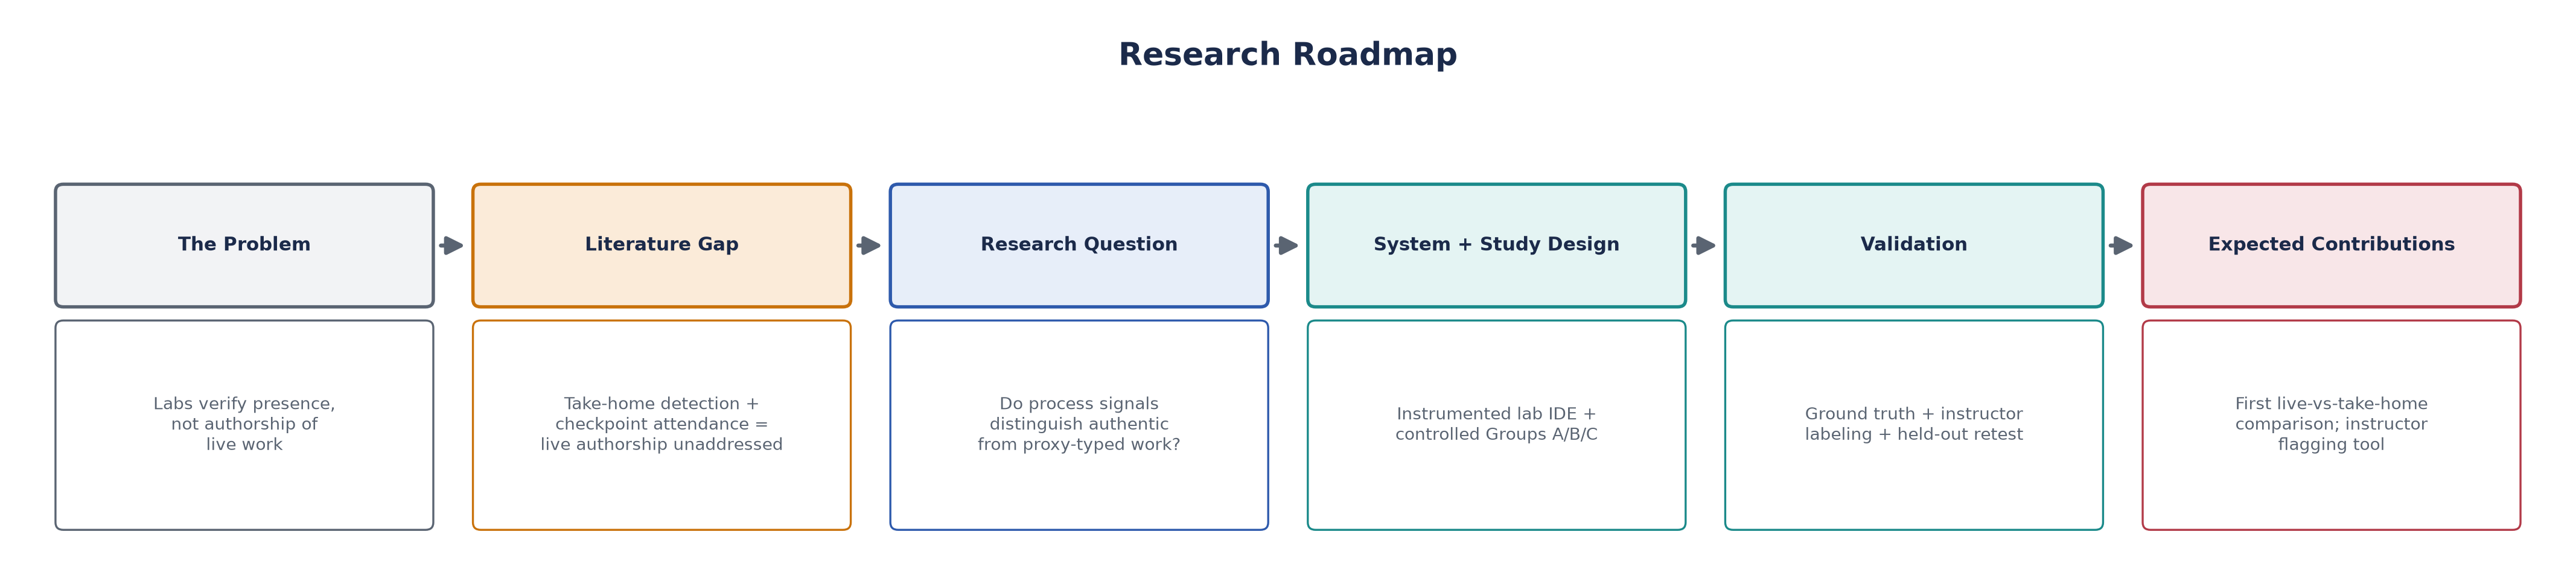 Research Roadmap
The Problem
Literature Gap
Research Question
System + Study Design
Validation
Expected Contributions
Labs verify presence,
not authorship of
live work
Take-home detection +
checkpoint attendance =
live authorship unaddressed
Do process signals
distinguish authentic
from proxy-typed work?
Instrumented lab IDE +
controlled Groups A/B/C
Ground truth + instructor
labeling + held-out retest
First live-vs-take-home
comparison; instructor
flagging tool